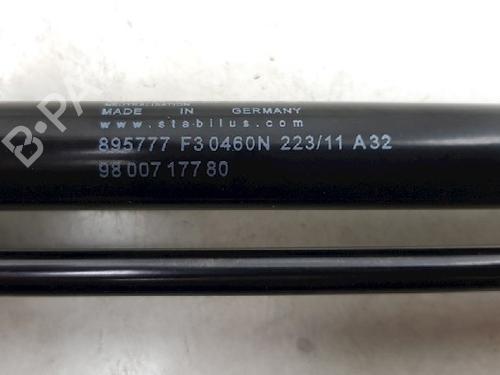 MADE IN GERMANY
www.stabilus.com
895777 F3 0460N 223/11 A32
98 007 177 80
B-PA